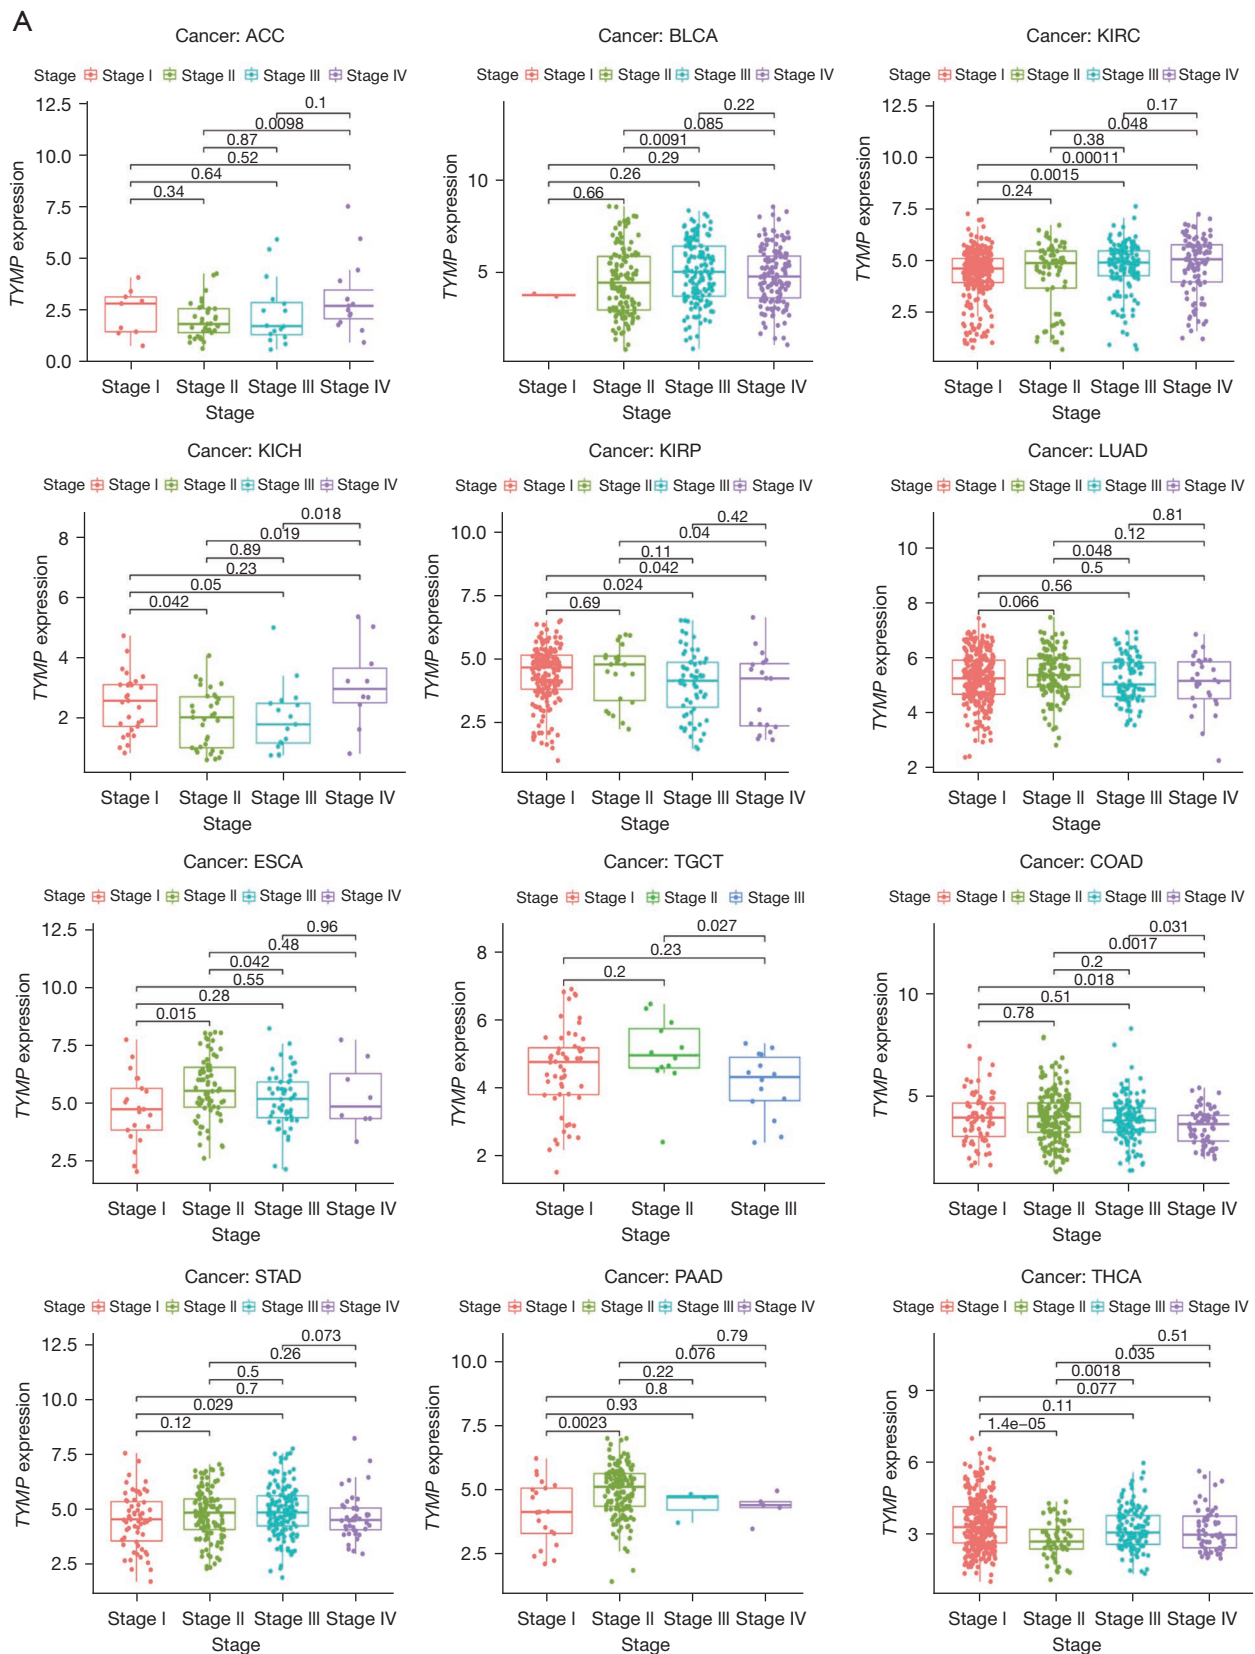 A
Cancer: ACC
Stage Stage I Stage II Stage III Stage IV
TYMP expression
12.5
10.0
7.5
5.0
2.5
0.0
0.1
0.0098
0.87
0.52
0.64
0.34
Stage I Stage II Stage III Stage IV
Stage
Cancer: BLCA
Stage Stage I Stage II Stage III Stage IV
TYMP expression
10
5
0.22
0.085
0.0091
0.29
0.26
0.66
Stage I Stage II Stage III Stage IV
Stage
Cancer: KIRC
Stage Stage I Stage II Stage III Stage IV
TYMP expression
12.5
10.0
7.5
5.0
2.5
0.17
0.048
0.38
0.00011
0.0015
0.24
Stage I Stage II Stage III Stage IV
Stage
Cancer: KICH
Stage Stage I Stage II Stage III Stage IV
TYMP expression
8
6
4
2
0.018
0.019
0.89
0.23
0.05
0.042
Stage I Stage II Stage III Stage IV
Stage
Cancer: KIRP
Stage Stage I Stage II Stage III Stage IV
TYMP expression
10.0
7.5
5.0
2.5
0.42
0.04
0.11
0.042
0.024
0.69
Stage I Stage II Stage III Stage IV
Stage
Cancer: LUAD
Stage Stage I Stage II Stage III Stage IV
TYMP expression
10
8
6
4
2
0.81
0.12
0.048
0.5
0.56
0.066
Stage I Stage II Stage III Stage IV
Stage
Cancer: ESCA
Stage Stage I Stage II Stage III Stage IV
TYMP expression
12.5
10.0
7.5
5.0
2.5
0.96
0.48
0.042
0.55
0.28
0.015
Stage I Stage II Stage III Stage IV
Stage
Cancer: TGCT
Stage Stage I Stage II Stage III
TYMP expression
8
6
4
2
0.027
0.23
0.2
Stage I Stage II Stage III
Stage
Cancer: COAD
Stage Stage I Stage II Stage III Stage IV
TYMP expression
10
5
0.031
0.0017
0.2
0.018
0.51
0.78
Stage I Stage II Stage III Stage IV
Stage
Cancer: STAD
Stage Stage I Stage II Stage III Stage IV
TYMP expression
12.5
10.0
7.5
5.0
2.5
0.073
0.26
0.5
0.7
0.029
0.12
Stage I Stage II Stage III Stage IV
Stage
Cancer: PAAD
Stage Stage I Stage II Stage III Stage IV
TYMP expression
10.0
7.5
5.0
2.5
0.79
0.076
0.22
0.8
0.93
0.0023
Stage I Stage II Stage III Stage IV
Stage
Cancer: THCA
Stage Stage I Stage II Stage III Stage IV
TYMP expression
9
6
3
0.51
0.035
0.0018
0.077
0.11
1.4e−05
Stage I Stage II Stage III Stage IV
Stage